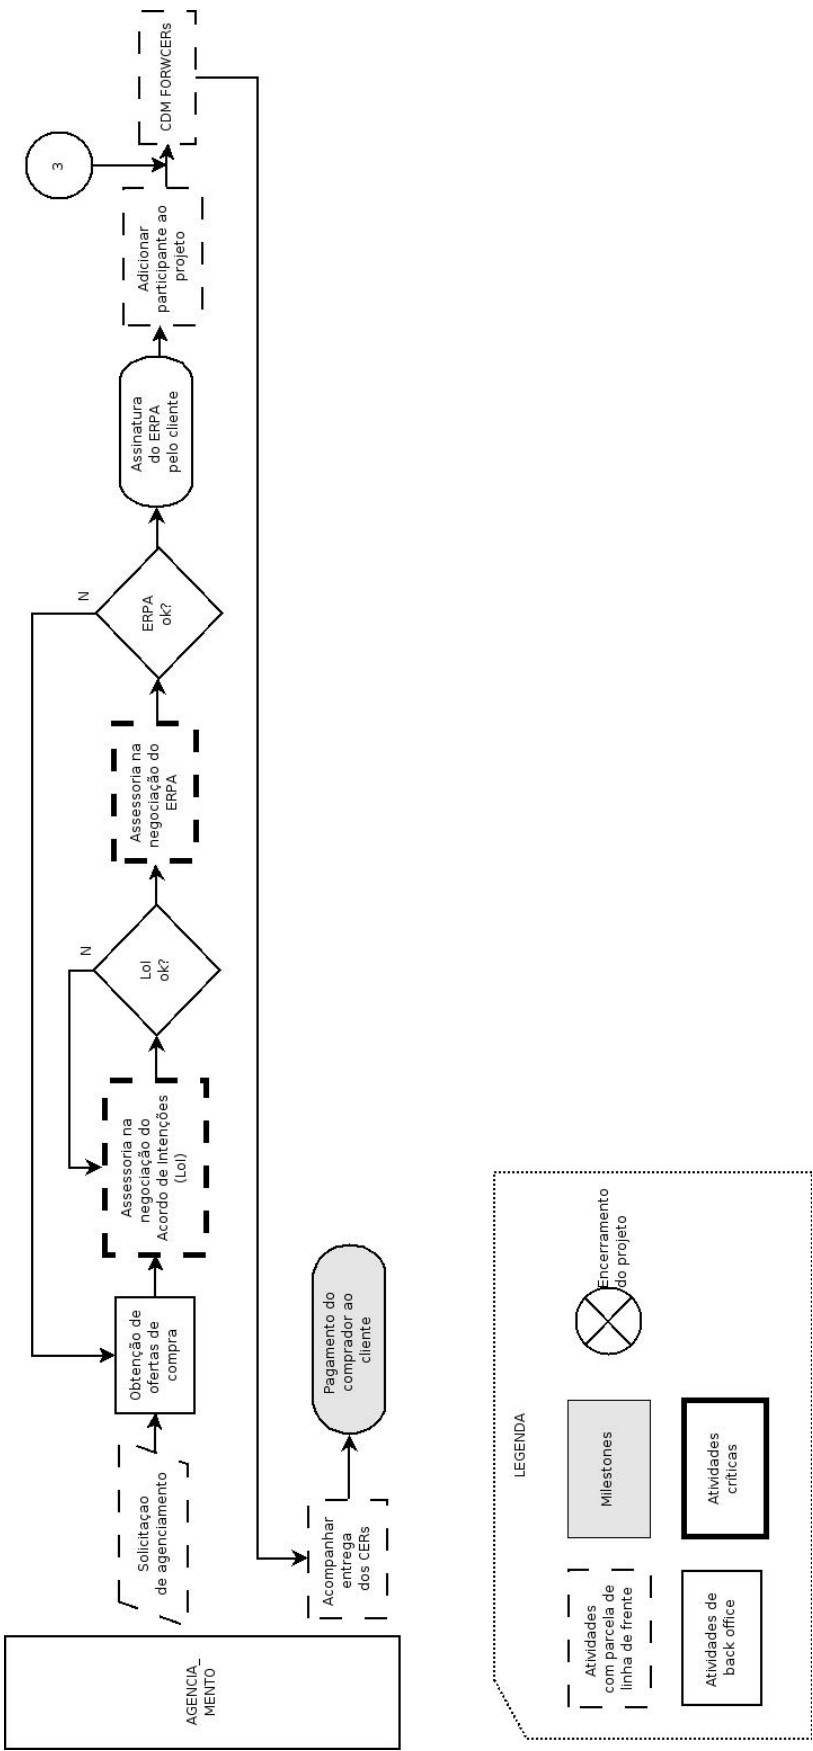 AGENCIA_
MENTO
Solicitaçao
de agenciamento
Obtenção de
ofertas de
compra
Assessoria na
negociação do
Acordo de Intenções
(LoI)
LoI
ok?
N
Assessoria na
negociação do
ERPA
ERPA
ok?
N
Assinatura
do ERPA
pelo cliente
Adicionar
participante ao
projeto
3
CDM FORWCERs
Acompanhar
entrega
dos CERs
Pagamento do
comprador ao
cliente
LEGENDA
Atividades
com parcela de
linha de frente
Milestones
Encerramento
do projeto
Atividades de
back office
Atividades
críticas